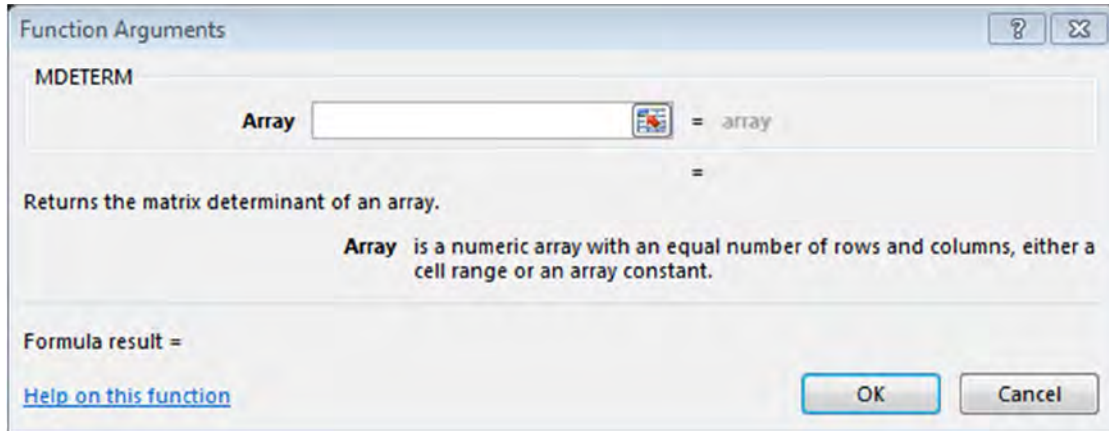 Function Arguments ?
MDETERM
Array = array
=
Returns the matrix determinant of an array.
Array is a numeric array with an equal number of rows and columns, either a
cell range or an array constant.
Formula result =
Help on this function OK Cancel